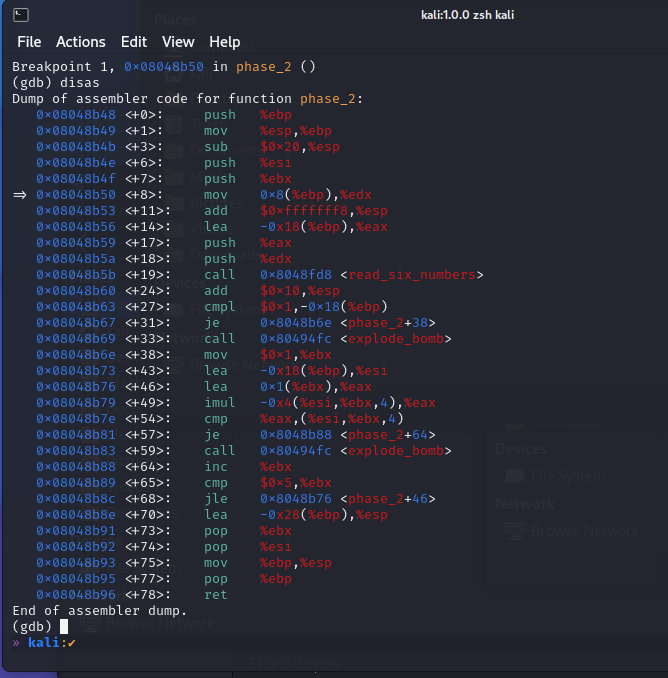 kali:1.0.0 zsh kali
File Actions Edit View Help
Breakpoint 1, 0×08048b50 in phase_2 ()
(gdb) disas
Dump of assembler code for function phase_2:
0×08048b48 <+0>: push %ebp
0×08048b49 <+1>: mov %esp,%ebp
0×08048b4b <+3>: sub $0×20,%esp
0×08048b4e <+6>: push %esi
0×08048b4f <+7>: push %ebx
=> 0×08048b50 <+8>: mov 0×8(%ebp),%edx
0×08048b53 <+11>: add $0×fffffff8,%esp
0×08048b56 <+14>: lea -0×18(%ebp),%eax
0×08048b59 <+17>: push %eax
0×08048b5a <+18>: push %edx
0×08048b5b <+19>: call 0×8048fd8 <read_six_numbers>
0×08048b60 <+24>: add $0×10,%esp
0×08048b63 <+27>: cmpl $0×1,-0×18(%ebp)
0×08048b67 <+31>: je 0×8048b6e <phase_2+38>
0×08048b69 <+33>: call 0×80494fc <explode_bomb>
0×08048b6e <+38>: mov $0×1,%ebx
0×08048b73 <+43>: lea -0×18(%ebp),%esi
0×08048b76 <+46>: lea 0×1(%ebx),%eax
0×08048b79 <+49>: imul -0×4(%esi,%ebx,4),%eax
0×08048b7e <+54>: cmp %eax,(%esi,%ebx,4)
0×08048b81 <+57>: je 0×8048b88 <phase_2+64>
0×08048b83 <+59>: call 0×80494fc <explode_bomb>
0×08048b88 <+64>: inc %ebx
0×08048b89 <+65>: cmp $0×5,%ebx
0×08048b8c <+68>: jle 0×8048b76 <phase_2+46>
0×08048b8e <+70>: lea -0×28(%ebp),%esp
0×08048b91 <+73>: pop %ebx
0×08048b92 <+74>: pop %esi
0×08048b93 <+75>: mov %ebp,%esp
0×08048b95 <+77>: pop %ebp
0×08048b96 <+78>: ret
End of assembler dump.
(gdb)
» kali:✔
Places
Devices
File System
Network
Browse Network
Browse Network